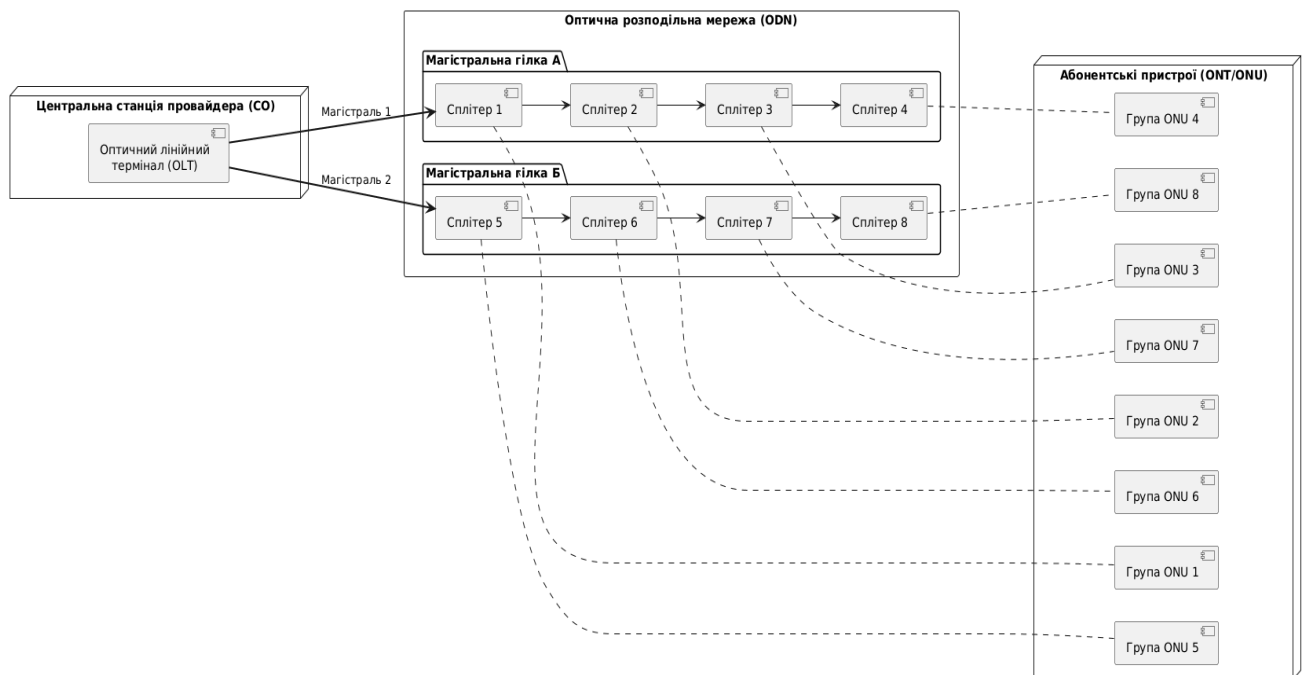 Оптична розподільна мережа (ODN)
Магістральна гілка А
Сплітер 1
Сплітер 2
Сплітер 3
Сплітер 4
Магістральна гілка Б
Сплітер 5
Сплітер 6
Сплітер 7
Сплітер 8
Центральна станція провайдера (CO)
Оптичний лінійний
термінал (OLT)
Магістраль 1
Магістраль 2
Абонентські пристрої (ONT/ONU)
Група ONU 4
Група ONU 8
Група ONU 3
Група ONU 7
Група ONU 2
Група ONU 6
Група ONU 1
Група ONU 5